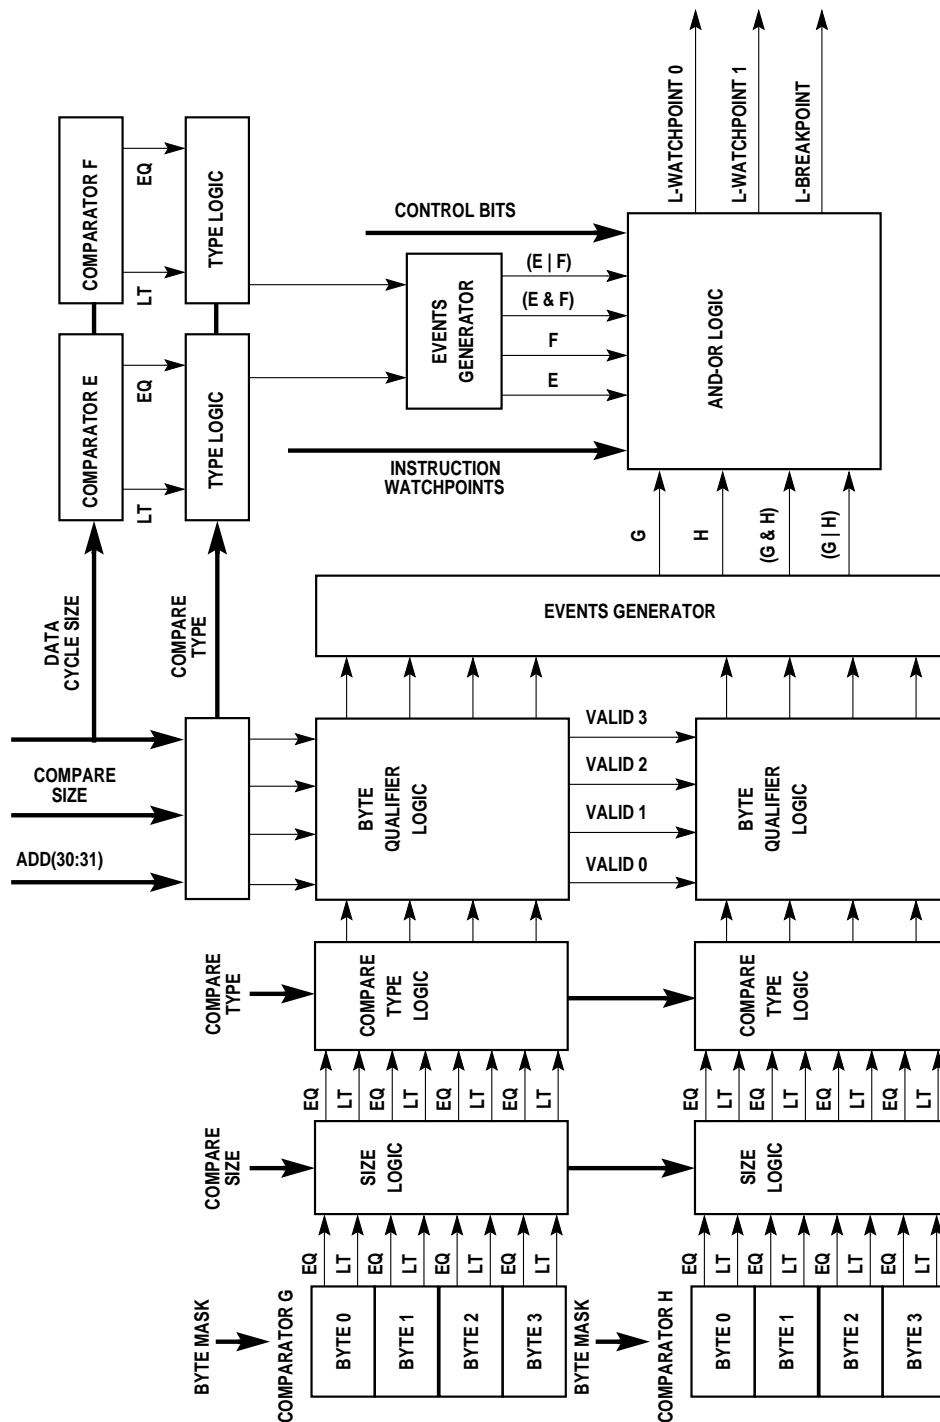 L-WATCHPOINT 0
L-WATCHPOINT 1
L-BREAKPOINT
COMPARATOR F
EQ
LT
TYPE LOGIC
CONTROL BITS
(E | F)
(E & F)
F
E
EVENTS
GENERATOR
AND-OR LOGIC
COMPARATOR E
EQ
LT
TYPE LOGIC
INSTRUCTION
WATCHPOINTS
G
H
(G & H)
(G | H)
DATA
CYCLE SIZE
COMPARE
TYPE
EVENTS GENERATOR
COMPARE
SIZE
ADD(30:31)
BYTE
QUALIFIER
LOGIC
VALID 3
VALID 2
VALID 1
VALID 0
BYTE
QUALIFIER
LOGIC
COMPARE
TYPE
COMPARE
TYPE
LOGIC
COMPARE
TYPE
LOGIC
EQ
LT
EQ
LT
EQ
LT
EQ
LT
EQ
LT
EQ
LT
EQ
LT
EQ
LT
COMPARE
SIZE
SIZE
LOGIC
SIZE
LOGIC
EQ
LT
EQ
LT
EQ
LT
EQ
LT
EQ
LT
EQ
LT
EQ
LT
EQ
LT
BYTE MASK
COMPARATOR G
BYTE 0
BYTE 1
BYTE 2
BYTE 3
BYTE MASK
COMPARATOR H
BYTE 0
BYTE 1
BYTE 2
BYTE 3